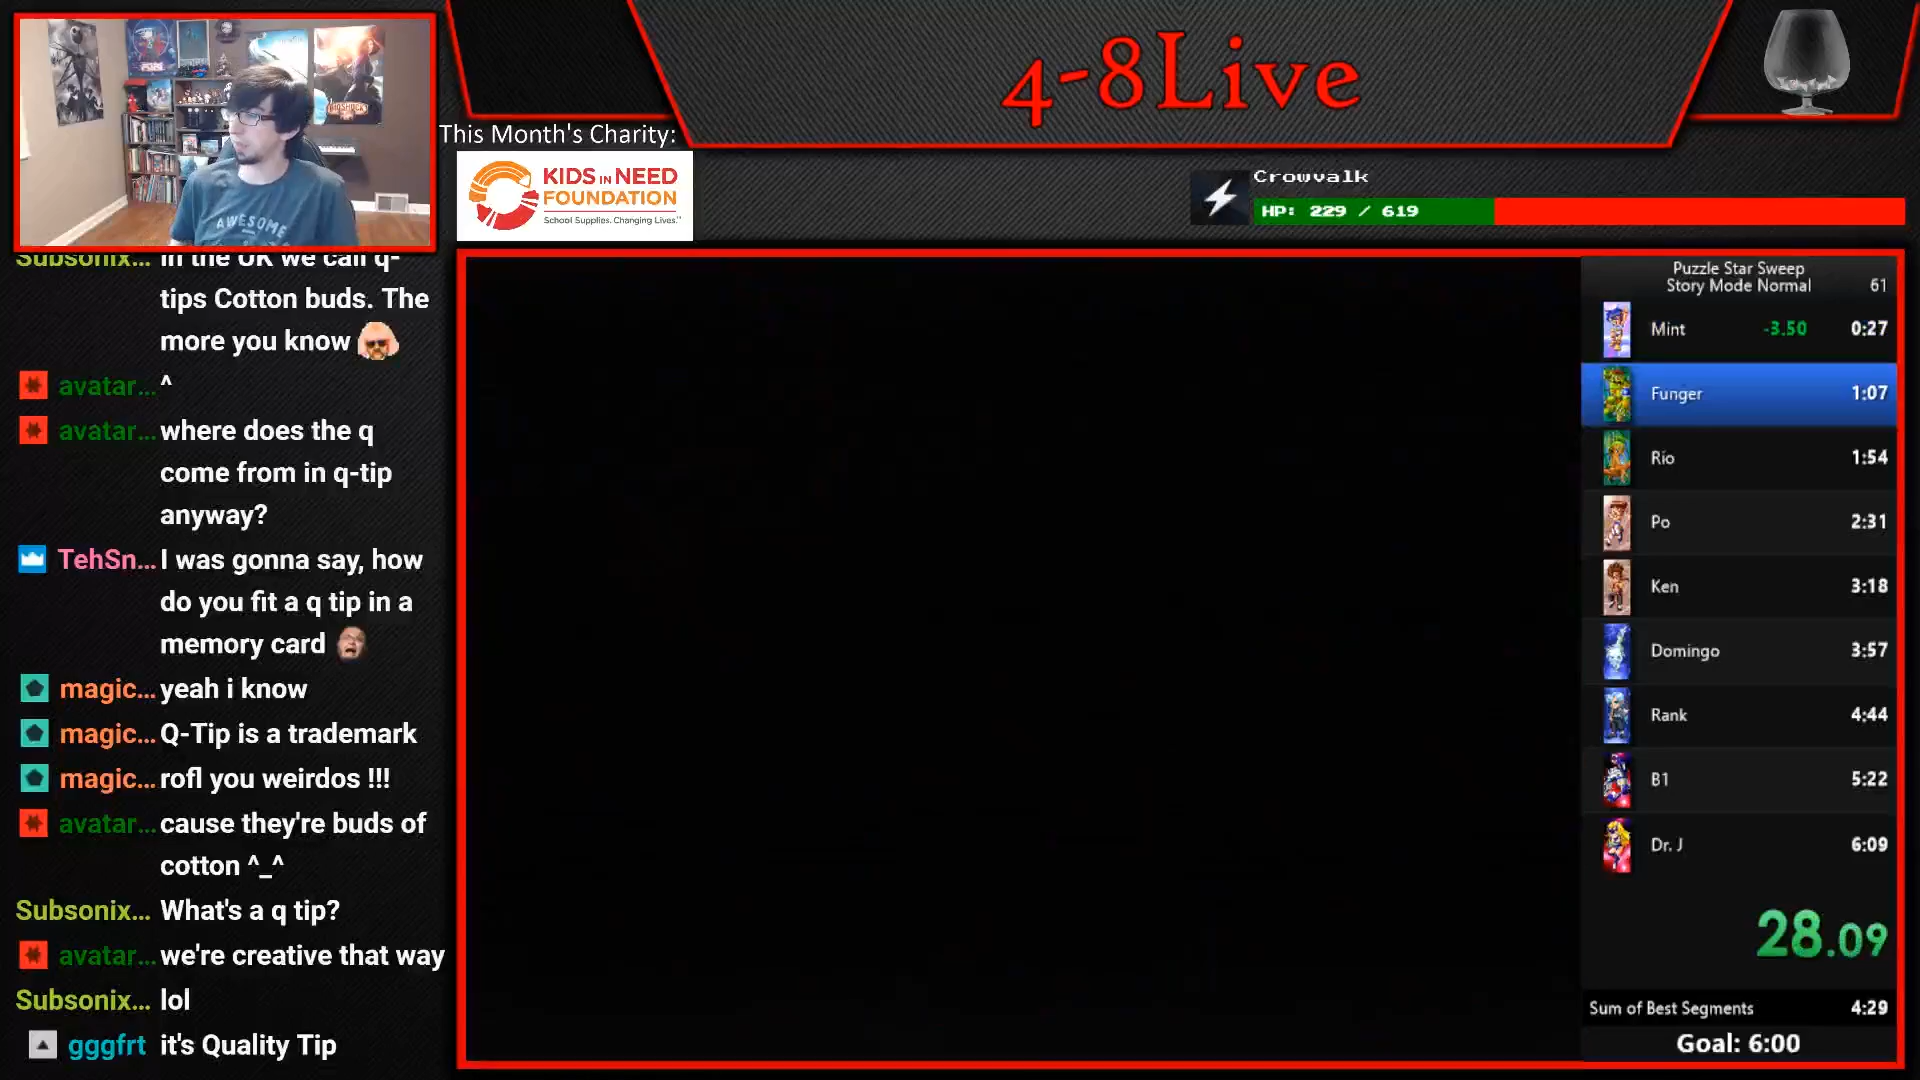 4-8Live
This Month's Charity:
KIDS IN NEED
FOUNDATION
School Supplies. Changing Lives.
Crowvalk
HP: 229 / 619
AWESOME
Subsonix... In the UK we call q-
tips Cotton buds. The
more you know
avatar... ^
avatar... where does the q
come from in q-tip
anyway?
TehSn... I was gonna say, how
do you fit a q tip in a
memory card
magic... yeah i know
magic... Q-Tip is a trademark
magic... rofl you weirdos !!!
avatar... cause they're buds of
cotton ^_^
Subsonix... What's a q tip?
avatar... we're creative that way
Subsonix... lol
gggfrt it's Quality Tip
Puzzle Star Sweep
Story Mode Normal 61
Mint -3.50 0:27
Funger 1:07
Rio 1:54
Po 2:31
Ken 3:18
Domingo 3:57
Rank 4:44
B1 5:22
Dr. J 6:09
28.09
Sum of Best Segments 4:29
Goal: 6:00